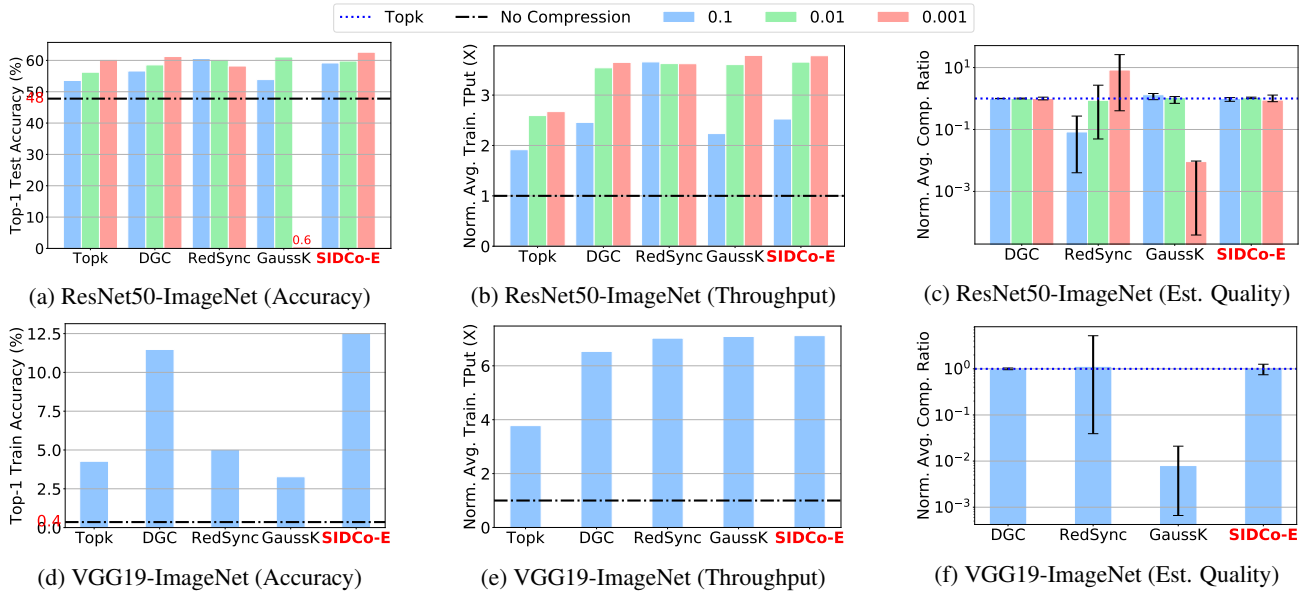 Topk No Compression 0.1 0.01 0.001
Top-1 Test Accuracy (%)
60
50
48
40
30
20
10
0
0.6
Topk DGC RedSync GaussK SIDCo-E
(a) ResNet50-ImageNet (Accuracy)
Norm. Avg. Train. TPut (X)
3
2
1
0
Topk DGC RedSync GaussK SIDCo-E
(b) ResNet50-ImageNet (Throughput)
Norm. Avg. Comp. Ratio
10^1
10^-1
10^-3
DGC RedSync GaussK SIDCo-E
(c) ResNet50-ImageNet (Est. Quality)
Top-1 Train Accuracy (%)
12.5
10.0
7.5
5.0
2.5
0.4
0.0
Topk DGC RedSync GaussK SIDCo-E
(d) VGG19-ImageNet (Accuracy)
Norm. Avg. Train. TPut (X)
6
4
2
0
Topk DGC RedSync GaussK SIDCo-E
(e) VGG19-ImageNet (Throughput)
Norm. Avg. Comp. Ratio
10^0
10^-1
10^-2
10^-3
DGC RedSync GaussK SIDCo-E
(f) VGG19-ImageNet (Est. Quality)